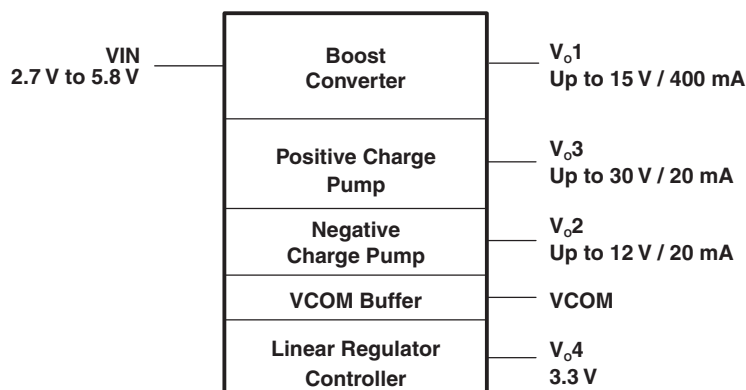 VIN
2.7 V to 5.8 V
Boost
Converter
Vo1
Up to 15 V / 400 mA
Positive Charge
Pump
Vo3
Up to 30 V / 20 mA
Negative
Charge Pump
Vo2
Up to 12 V / 20 mA
VCOM Buffer
VCOM
Linear Regulator
Controller
Vo4
3.3 V